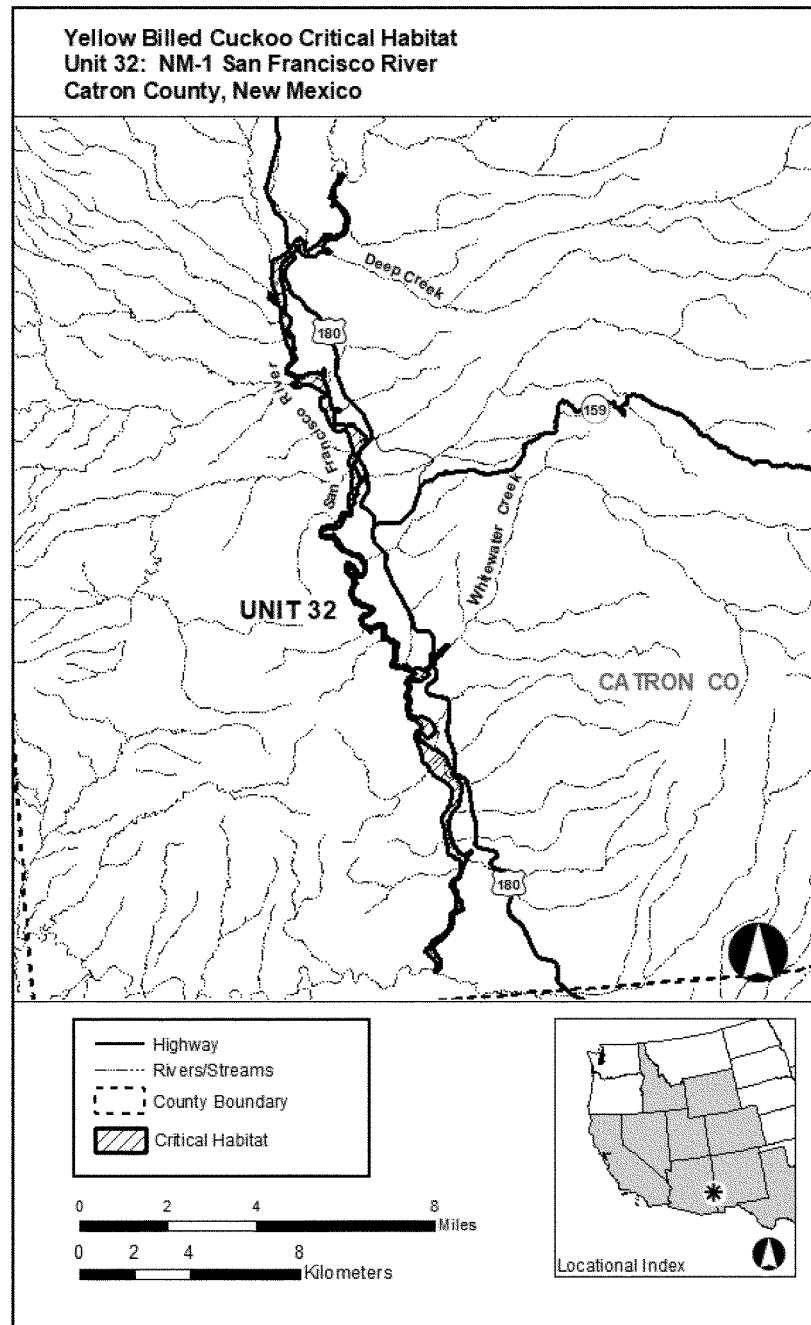 Yellow Billed Cuckoo Critical Habitat
Unit 32: NM-1 San Francisco River
Catron County, New Mexico
Deep Creek
180
San Francisco River
159
Whitewater Creek
UNIT 32
CATRON CO
180
Highway
Rivers/Streams
County Boundary
Critical Habitat
0 2 4 8
Miles
0 2 4 8
Kilometers
Locational Index